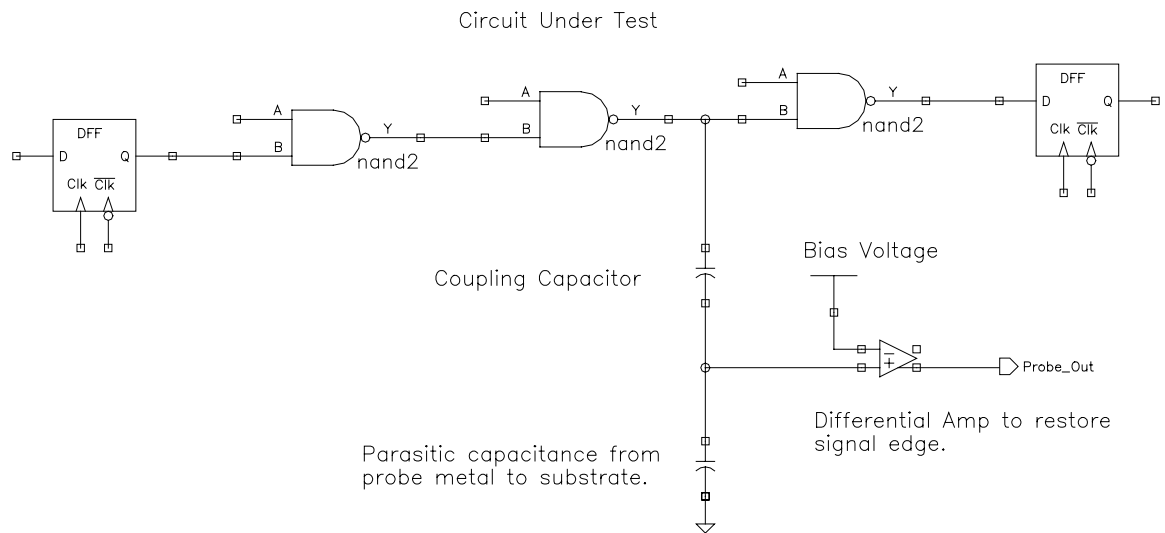 Circuit Under Test
A
B
Y
nand2
A
B
Y
nand2
A
B
Y
nand2
DFF
D
Q
Clk
Clk
DFF
D
Q
Clk
Clk
Coupling Capacitor
Bias Voltage
−
+
Probe_Out
Differential Amp to restore
signal edge.
Parasitic capacitance from
probe metal to substrate.